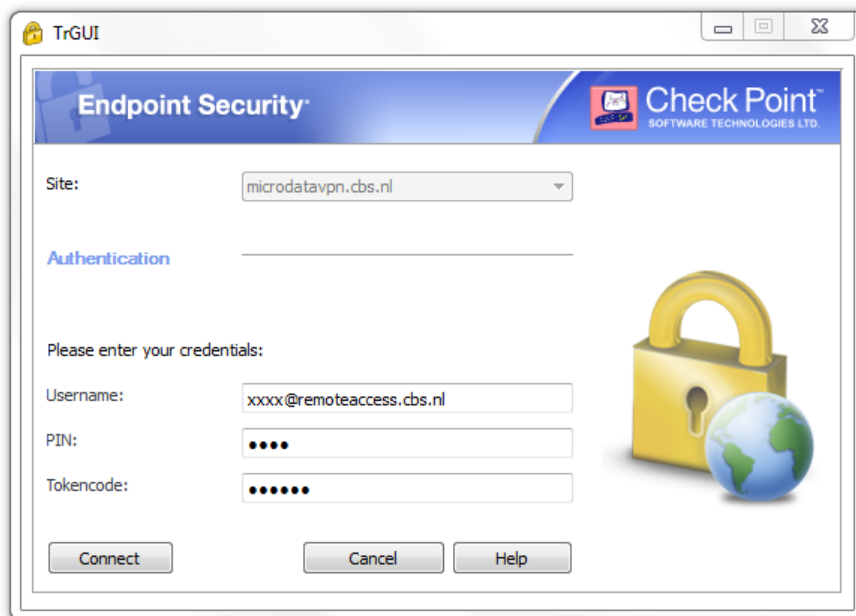 TrGUI
Endpoint Security
Check Point™
SOFTWARE TECHNOLOGIES LTD.
Site:
microdatavpn.cbs.nl
Authentication
Please enter your credentials:
Username:
xxxx@remoteaccess.cbs.nl
PIN:
••••
Tokencode:
••••••
Connect
Cancel
Help